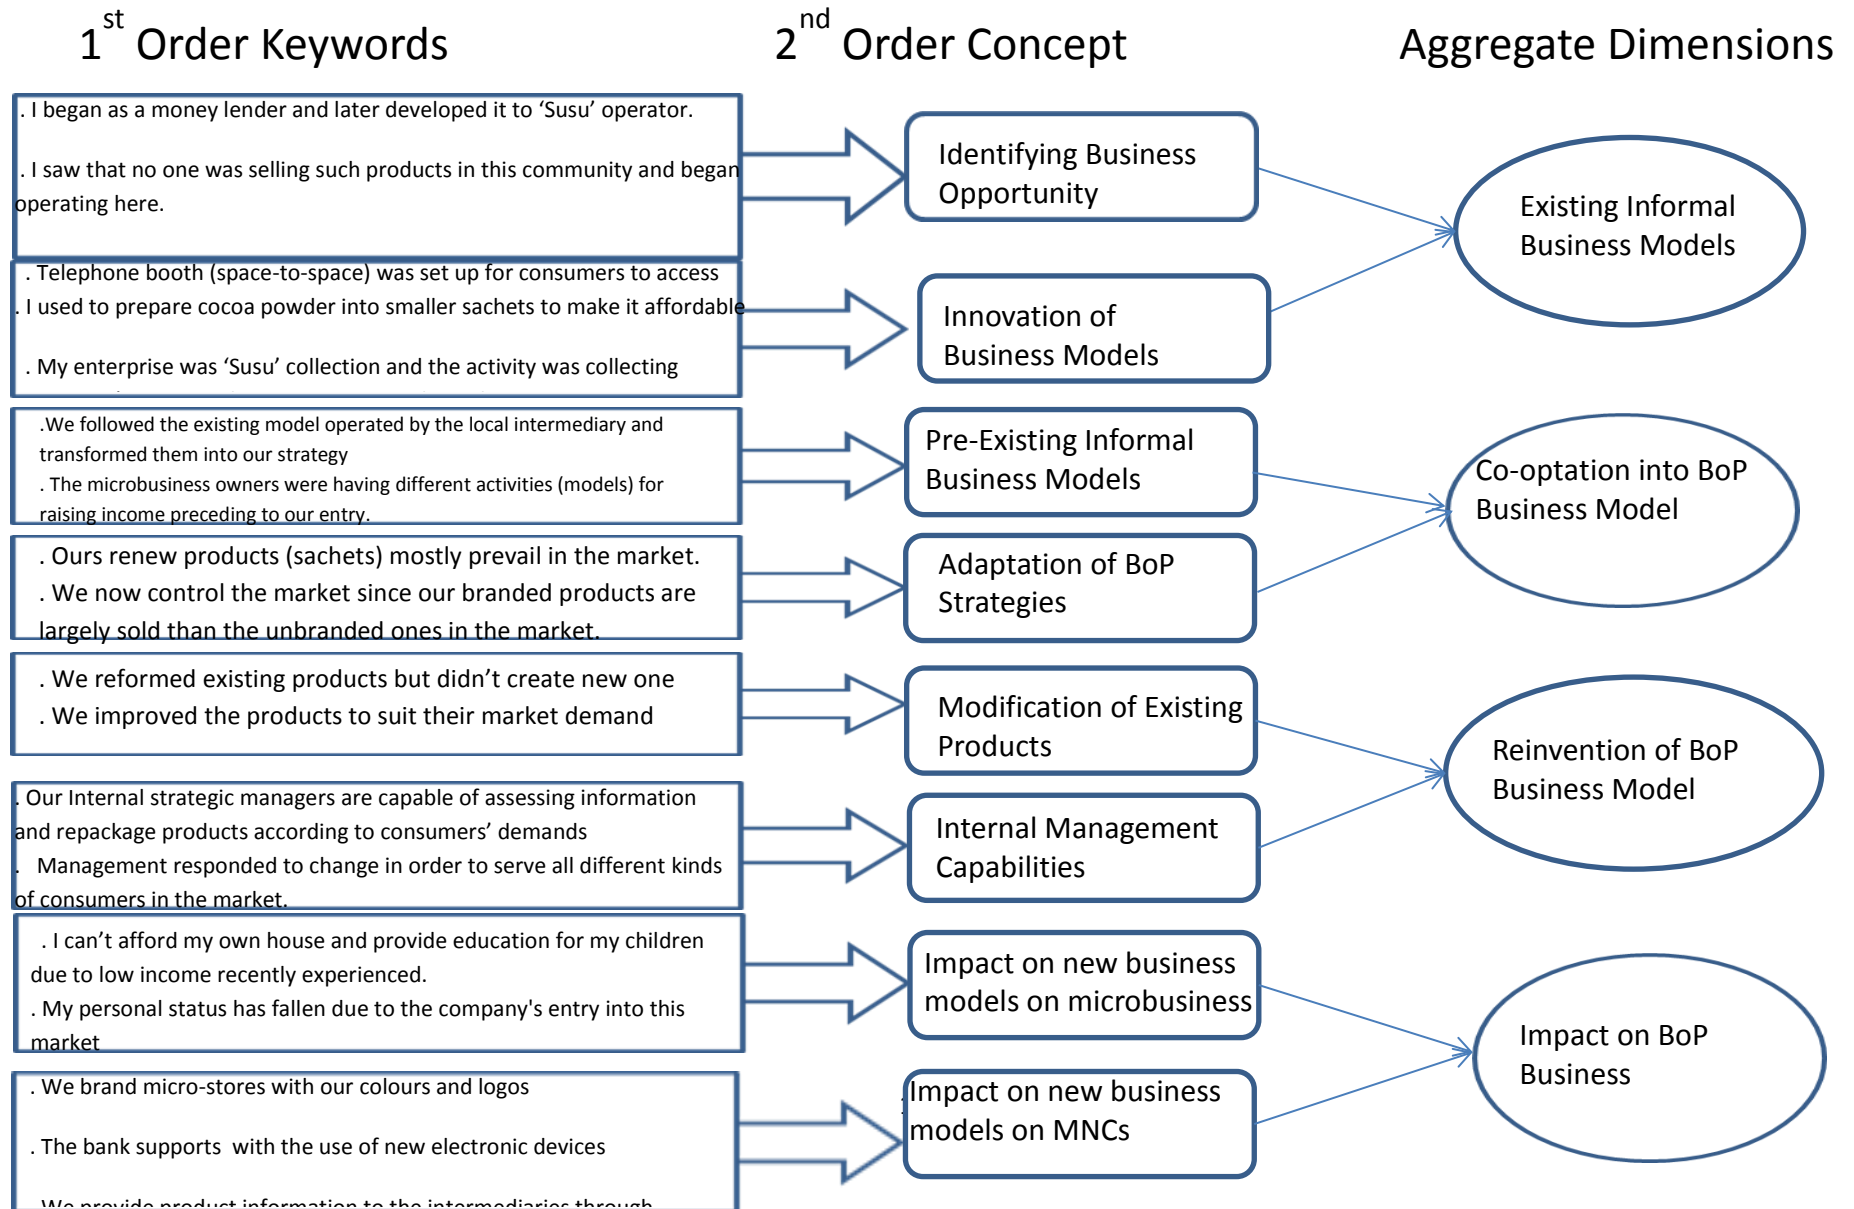 1st Order Keywords
2nd Order Concept
Aggregate Dimensions
. I began as a money lender and later developed it to ‘Susu’ operator.
. I saw that no one was selling such products in this community and began
operating here.
Identifying Business
Opportunity
Existing Informal
Business Models
. Telephone booth (space-to-space) was set up for consumers to access
. I used to prepare cocoa powder into smaller sachets to make it affordable
. My enterprise was ‘Susu’ collection and the activity was collecting
Innovation of
Business Models
.We followed the existing model operated by the local intermediary and
transformed them into our strategy
. The microbusiness owners were having different activities (models) for
raising income preceding to our entry.
Pre-Existing Informal
Business Models
Co-optation into BoP
Business Model
. Ours renew products (sachets) mostly prevail in the market.
. We now control the market since our branded products are
largely sold than the unbranded ones in the market.
Adaptation of BoP
Strategies
. We reformed existing products but didn’t create new one
. We improved the products to suit their market demand
Modification of Existing
Products
Reinvention of BoP
Business Model
. Our Internal strategic managers are capable of assessing information
and repackage products according to consumers’ demands
. Management responded to change in order to serve all different kinds
of consumers in the market.
Internal Management
Capabilities
. I can’t afford my own house and provide education for my children
due to low income recently experienced.
. My personal status has fallen due to the company's entry into this
market
Impact on new business
models on microbusiness
Impact on BoP
Business
. We brand micro-stores with our colours and logos
. The bank supports with the use of new electronic devices
. We provide product information to the intermediaries through
Impact on new business
models on MNCs